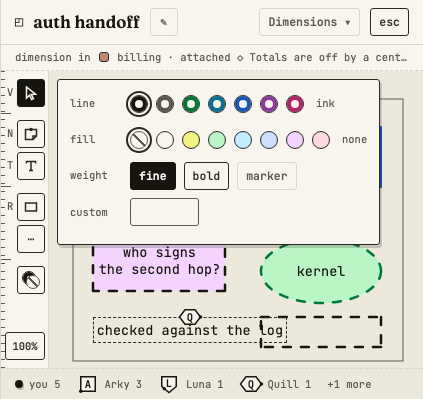 auth handoff
Dimensions ▾
esc
dimension in billing · attached ◇ Totals are off by a cent…
V
N
T
R
…
100%
line
ink
fill
none
weight
fine
bold
marker
custom
who signs
the second hop?
kernel
Q
checked against the log
you 5
A
Arky 3
L
Luna 1
Q
Quill 1
+1 more